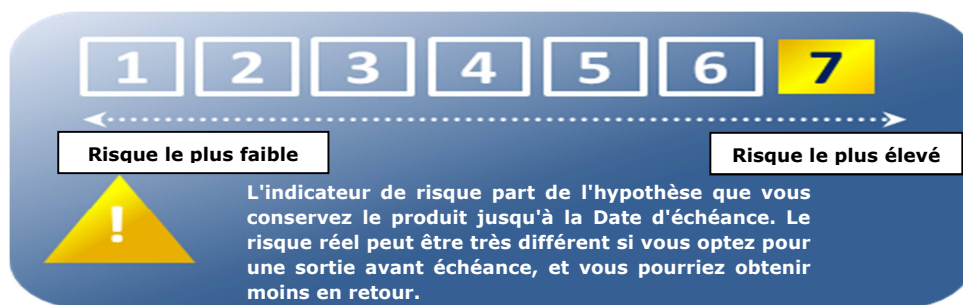 1 2 3 4 5 6 7
Risque le plus faible Risque le plus élevé
!
L'indicateur de risque part de l'hypothèse que vous
conservez le produit jusqu'à la Date d'échéance. Le
risque réel peut être très différent si vous optez pour
une sortie avant échéance, et vous pourriez obtenir
moins en retour.